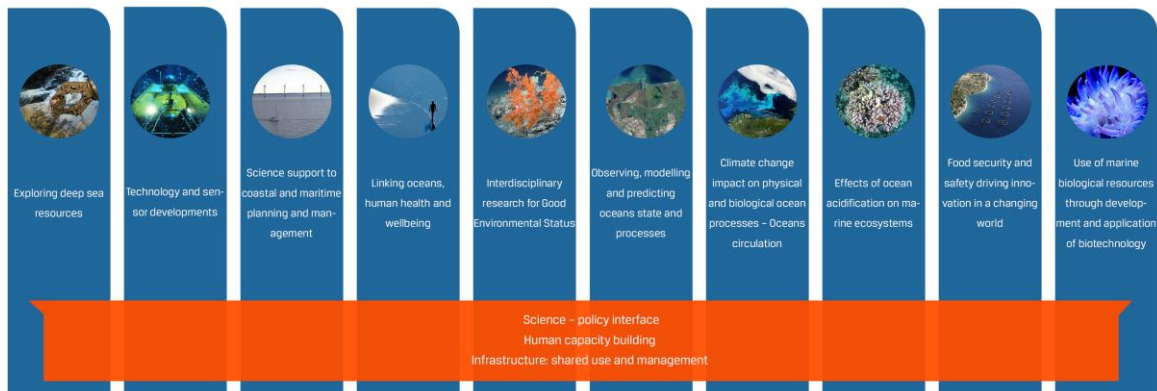 Exploring deep sea
resources
Technology and sen-
sor developments
Science support to
coastal and maritime
planning and man-
agement
Linking oceans,
human health and
wellbeing
Interdisciplinary
research for Good
Environmental Status
Observing, modelling
and predicting
oceans state and
processes
Climate change
impact on physical
and biological ocean
processes – Oceans
circulation
Effects of ocean
acidification on ma-
rine ecosystems
Food security and
safety driving inno-
vation in a changing
world
Use of marine
biological resources
through develop-
ment and application
of biotechnology
Science – policy interface
Human capacity building
Infrastructure: shared use and management